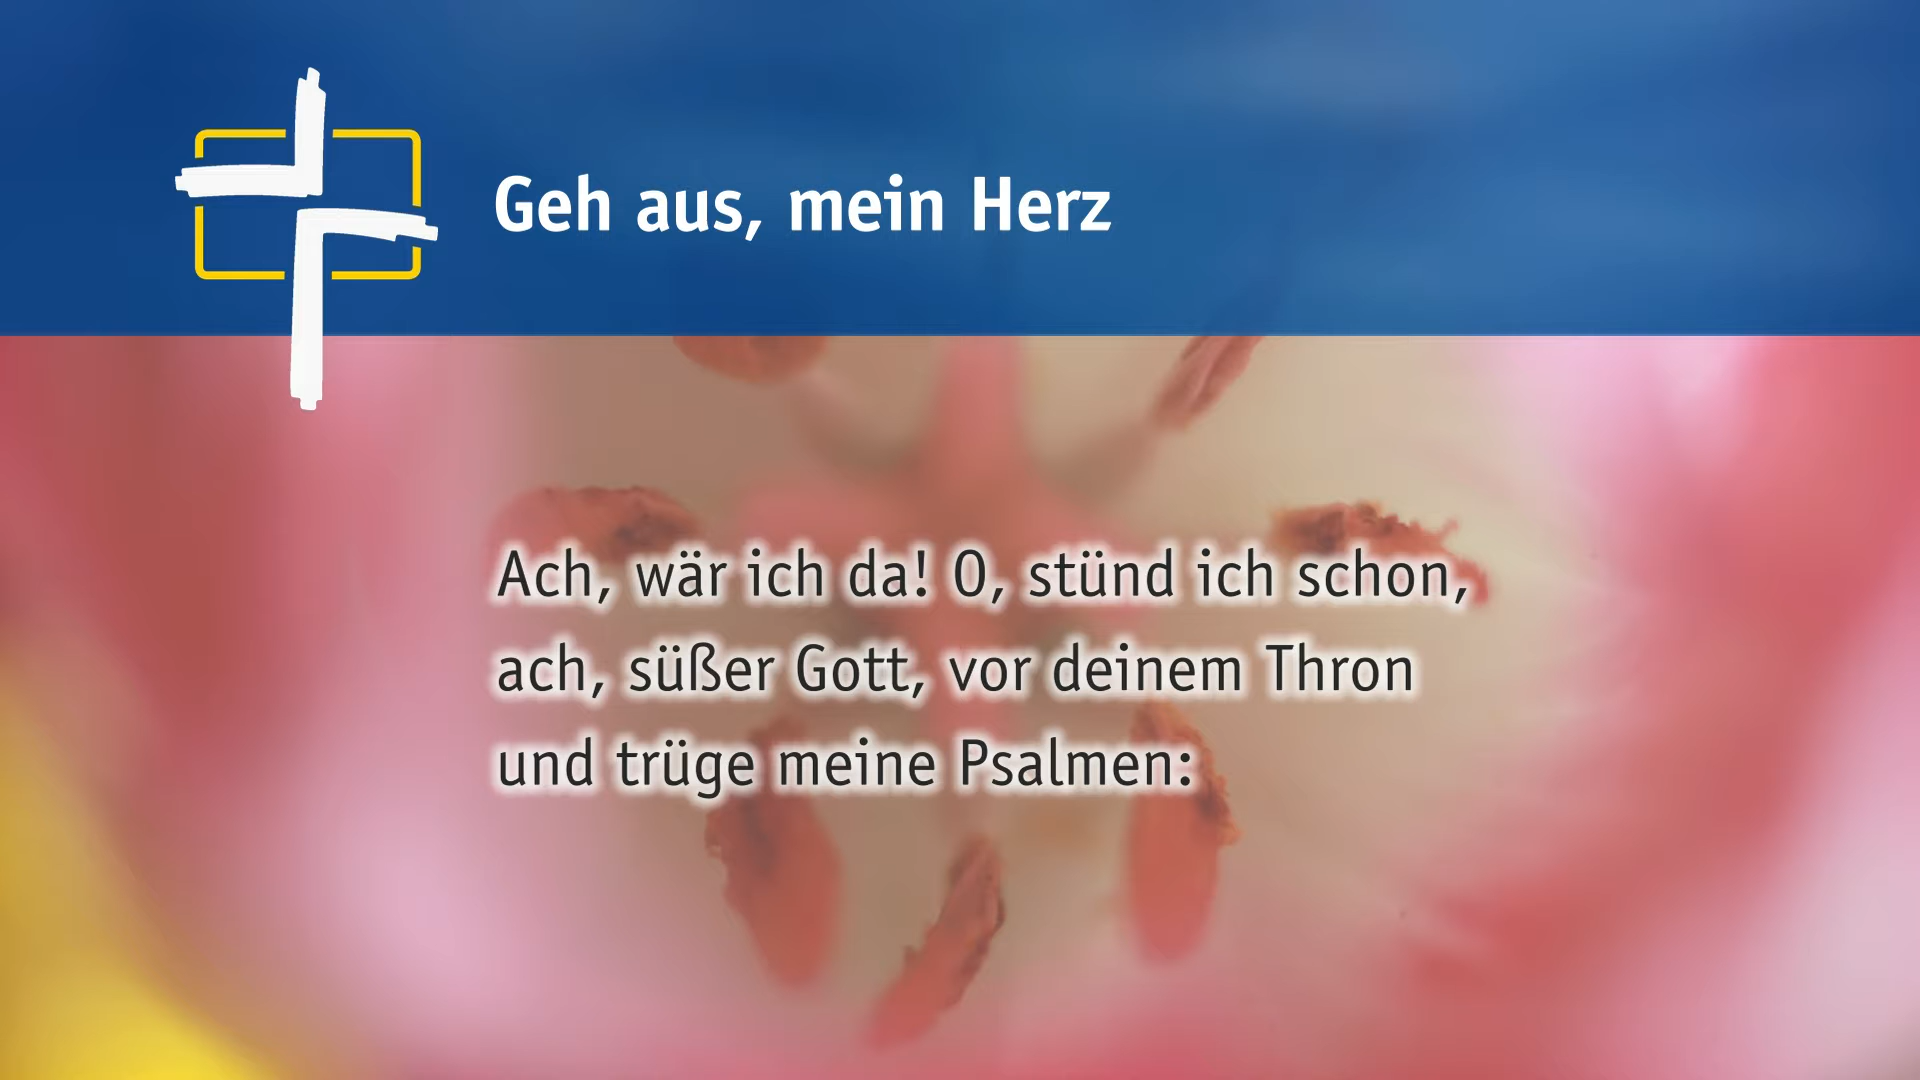 Geh aus, mein Herz
Ach, wär ich da! O, stünd ich schon,
ach, süßer Gott, vor deinem Thron
und trüge meine Psalmen: